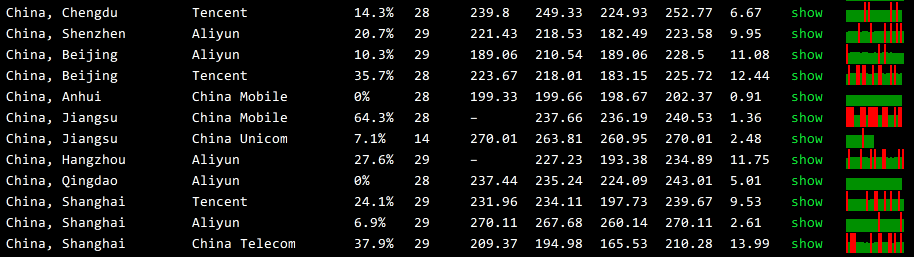 China, Chengdu Tencent 14.3% 28 239.8 249.33 224.93 252.77 6.67 show
China, Shenzhen Aliyun 20.7% 29 221.43 218.53 182.49 223.58 9.95 show
China, Beijing Aliyun 10.3% 29 189.06 210.54 189.06 228.5 11.08 show
China, Beijing Tencent 35.7% 28 223.67 218.01 183.15 225.72 12.44 show
China, Anhui China Mobile 0% 28 199.33 199.66 198.67 202.37 0.91 show
China, Jiangsu China Mobile 64.3% 28 – 237.66 236.19 240.53 1.36 show
China, Jiangsu China Unicom 7.1% 14 270.01 263.81 260.95 270.01 2.48 show
China, Hangzhou Aliyun 27.6% 29 – 227.23 193.38 234.89 11.75 show
China, Qingdao Aliyun 0% 28 237.44 235.24 224.09 243.01 5.01 show
China, Shanghai Tencent 24.1% 29 231.96 234.11 197.73 239.67 9.53 show
China, Shanghai Aliyun 6.9% 29 270.11 267.68 260.14 270.11 2.61 show
China, Shanghai China Telecom 37.9% 29 209.37 194.98 165.53 210.28 13.99 show